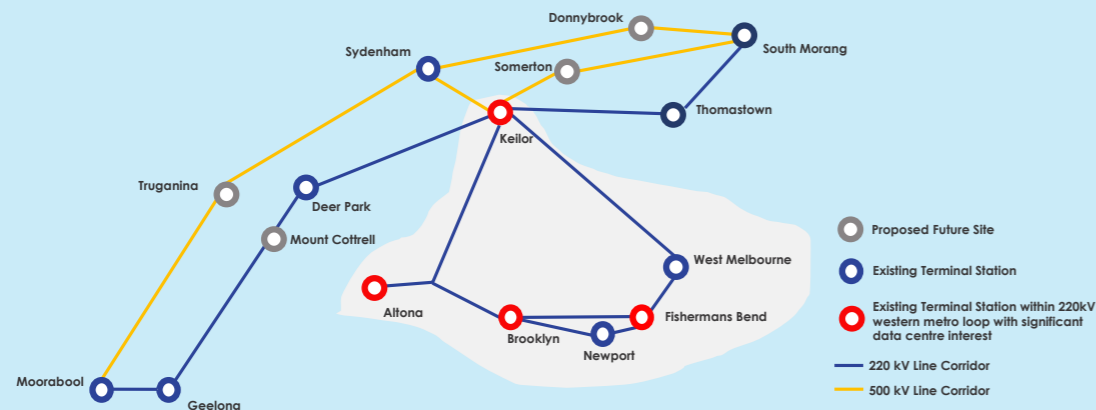 Donnybrook
Sydenham
South Morang
Somerton
Thomastown
Keilor
Truganina
Deer Park
Mount Cottrell
West Melbourne
Altona
Brooklyn
Fishermans Bend
Newport
Moorabool
Geelong
Proposed Future Site
Existing Terminal Station
Existing Terminal Station within 220kV
western metro loop with significant
data centre interest
220 kV Line Corridor
500 kV Line Corridor